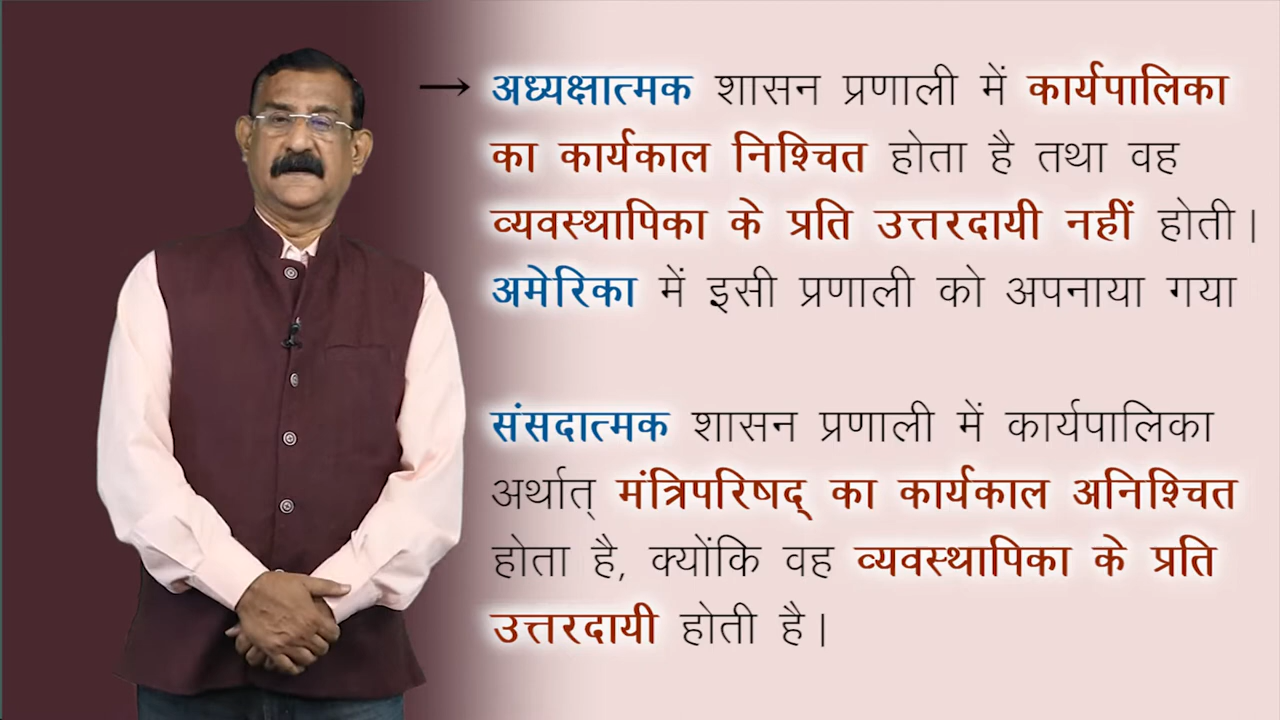 → अध्यक्षात्मक शासन प्रणाली में कार्यपालिका
का कार्यकाल निश्चित होता है तथा वह
व्यवस्थापिका के प्रति उत्तरदायी नहीं होती।
अमेरिका में इसी प्रणाली को अपनाया गया
संसदात्मक शासन प्रणाली में कार्यपालिका
अर्थात् मंत्रिपरिषद् का कार्यकाल अनिश्चित
होता है, क्योंकि वह व्यवस्थापिका के प्रति
उत्तरदायी होती है।